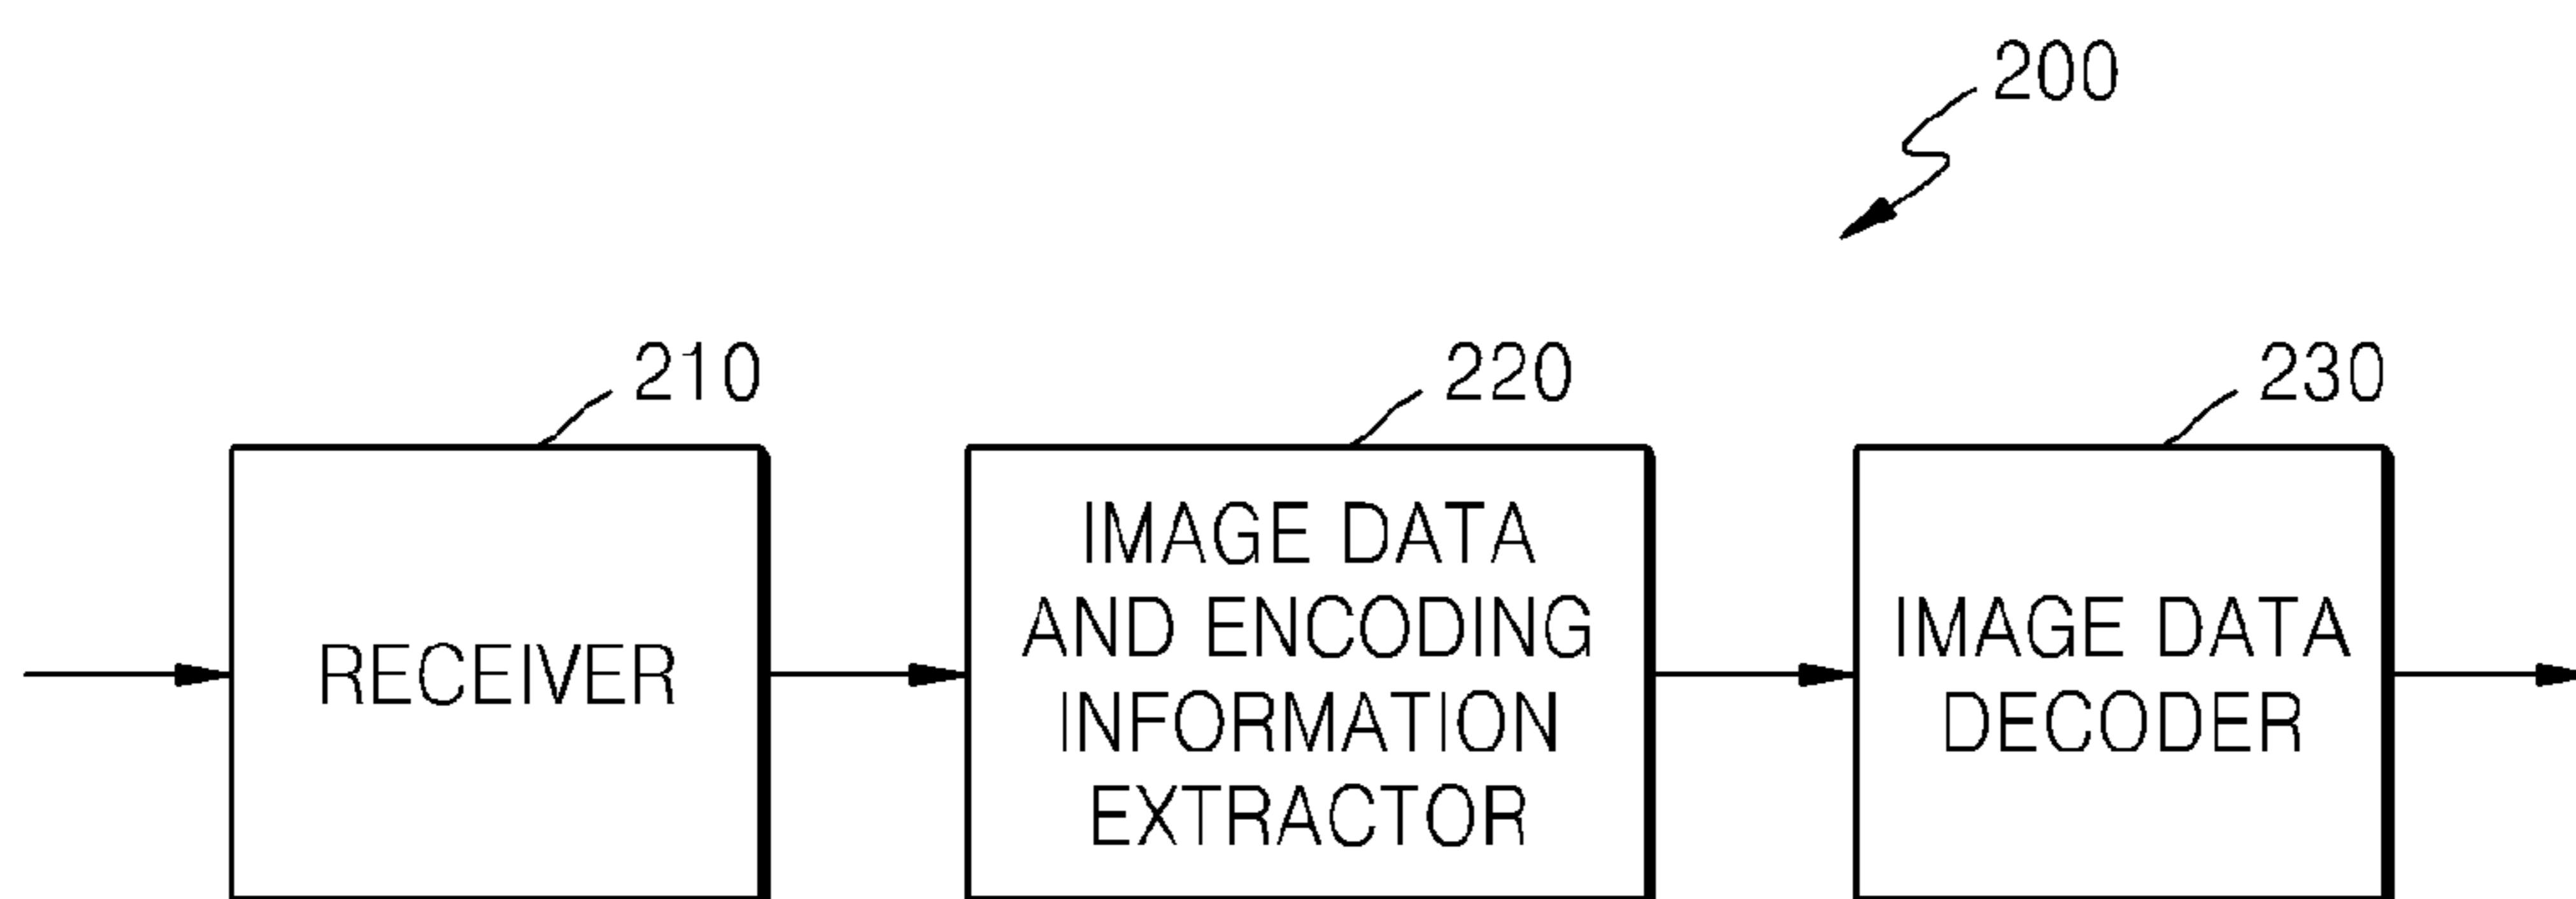 200
210
220
230
RECEIVER
IMAGE DATA
AND ENCODING
INFORMATION
EXTRACTOR
IMAGE DATA
DECODER